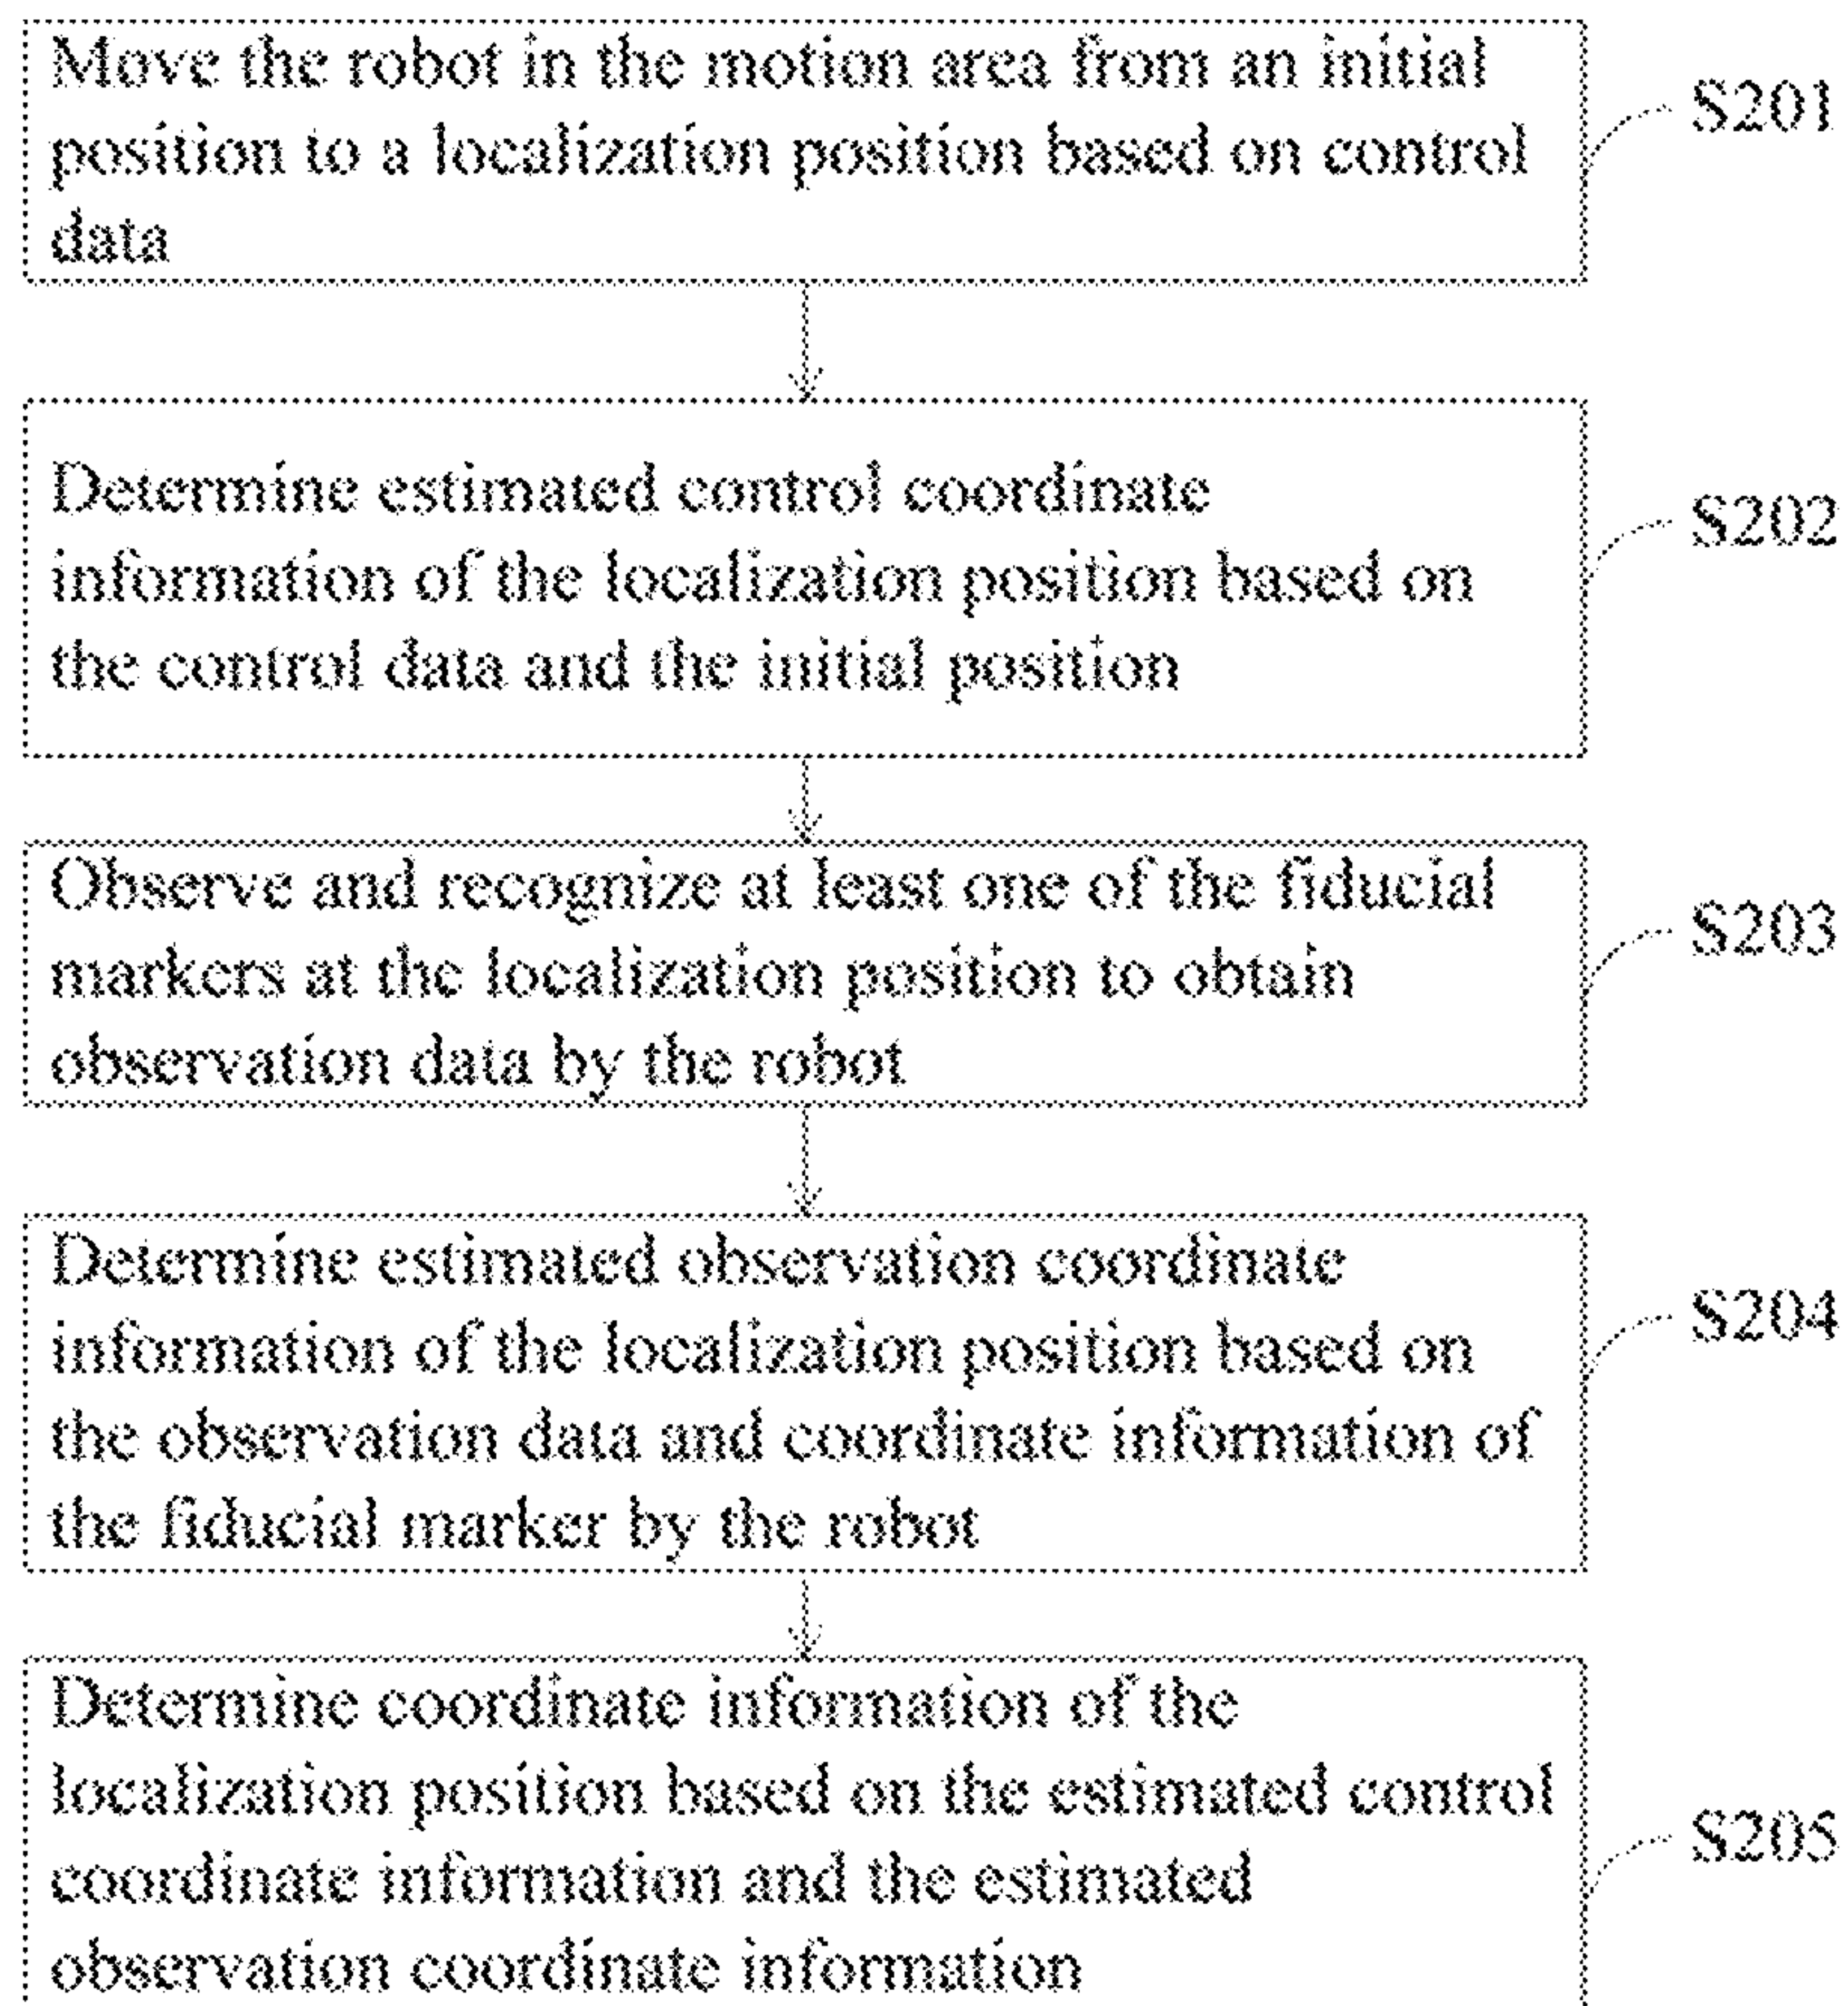 Move the robot in the motion area from an initial
position to a localization position based on control
data
S201
Determine estimated control coordinate
information of the localization position based on
the control data and the initial position
S202
Observe and recognize at least one of the fiducial
markers at the localization position to obtain
observation data by the robot
S203
Determine estimated observation coordinate
information of the localization position based on
the observation data and coordinate information of
the fiducial marker by the robot
S204
Determine coordinate information of the
localization position based on the estimated control
coordinate information and the estimated
observation coordinate information
S205